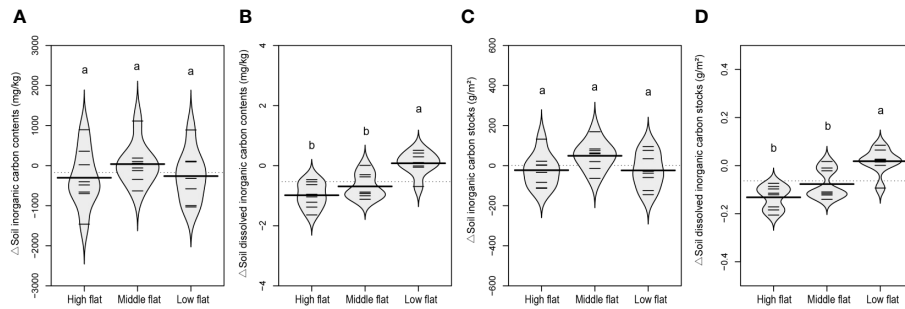 A
△Soil inorganic carbon contents (mg/kg)
3000
2000
1000
0
−1000
−2000
−3000
a
a
a
High flat
Middle flat
Low flat
B
△Soil dissolved inorganic carbon contents (mg/kg)
4
2
0
−2
−4
b
b
a
High flat
Middle flat
Low flat
C
△Soil inorganic carbon stocks (g/m²)
600
400
200
0
−200
−400
−600
a
a
a
High flat
Middle flat
Low flat
D
△Soil dissolved inorganic carbon stocks (g/m²)
0.4
0.2
0.0
−0.2
−0.4
b
b
a
High flat
Middle flat
Low flat